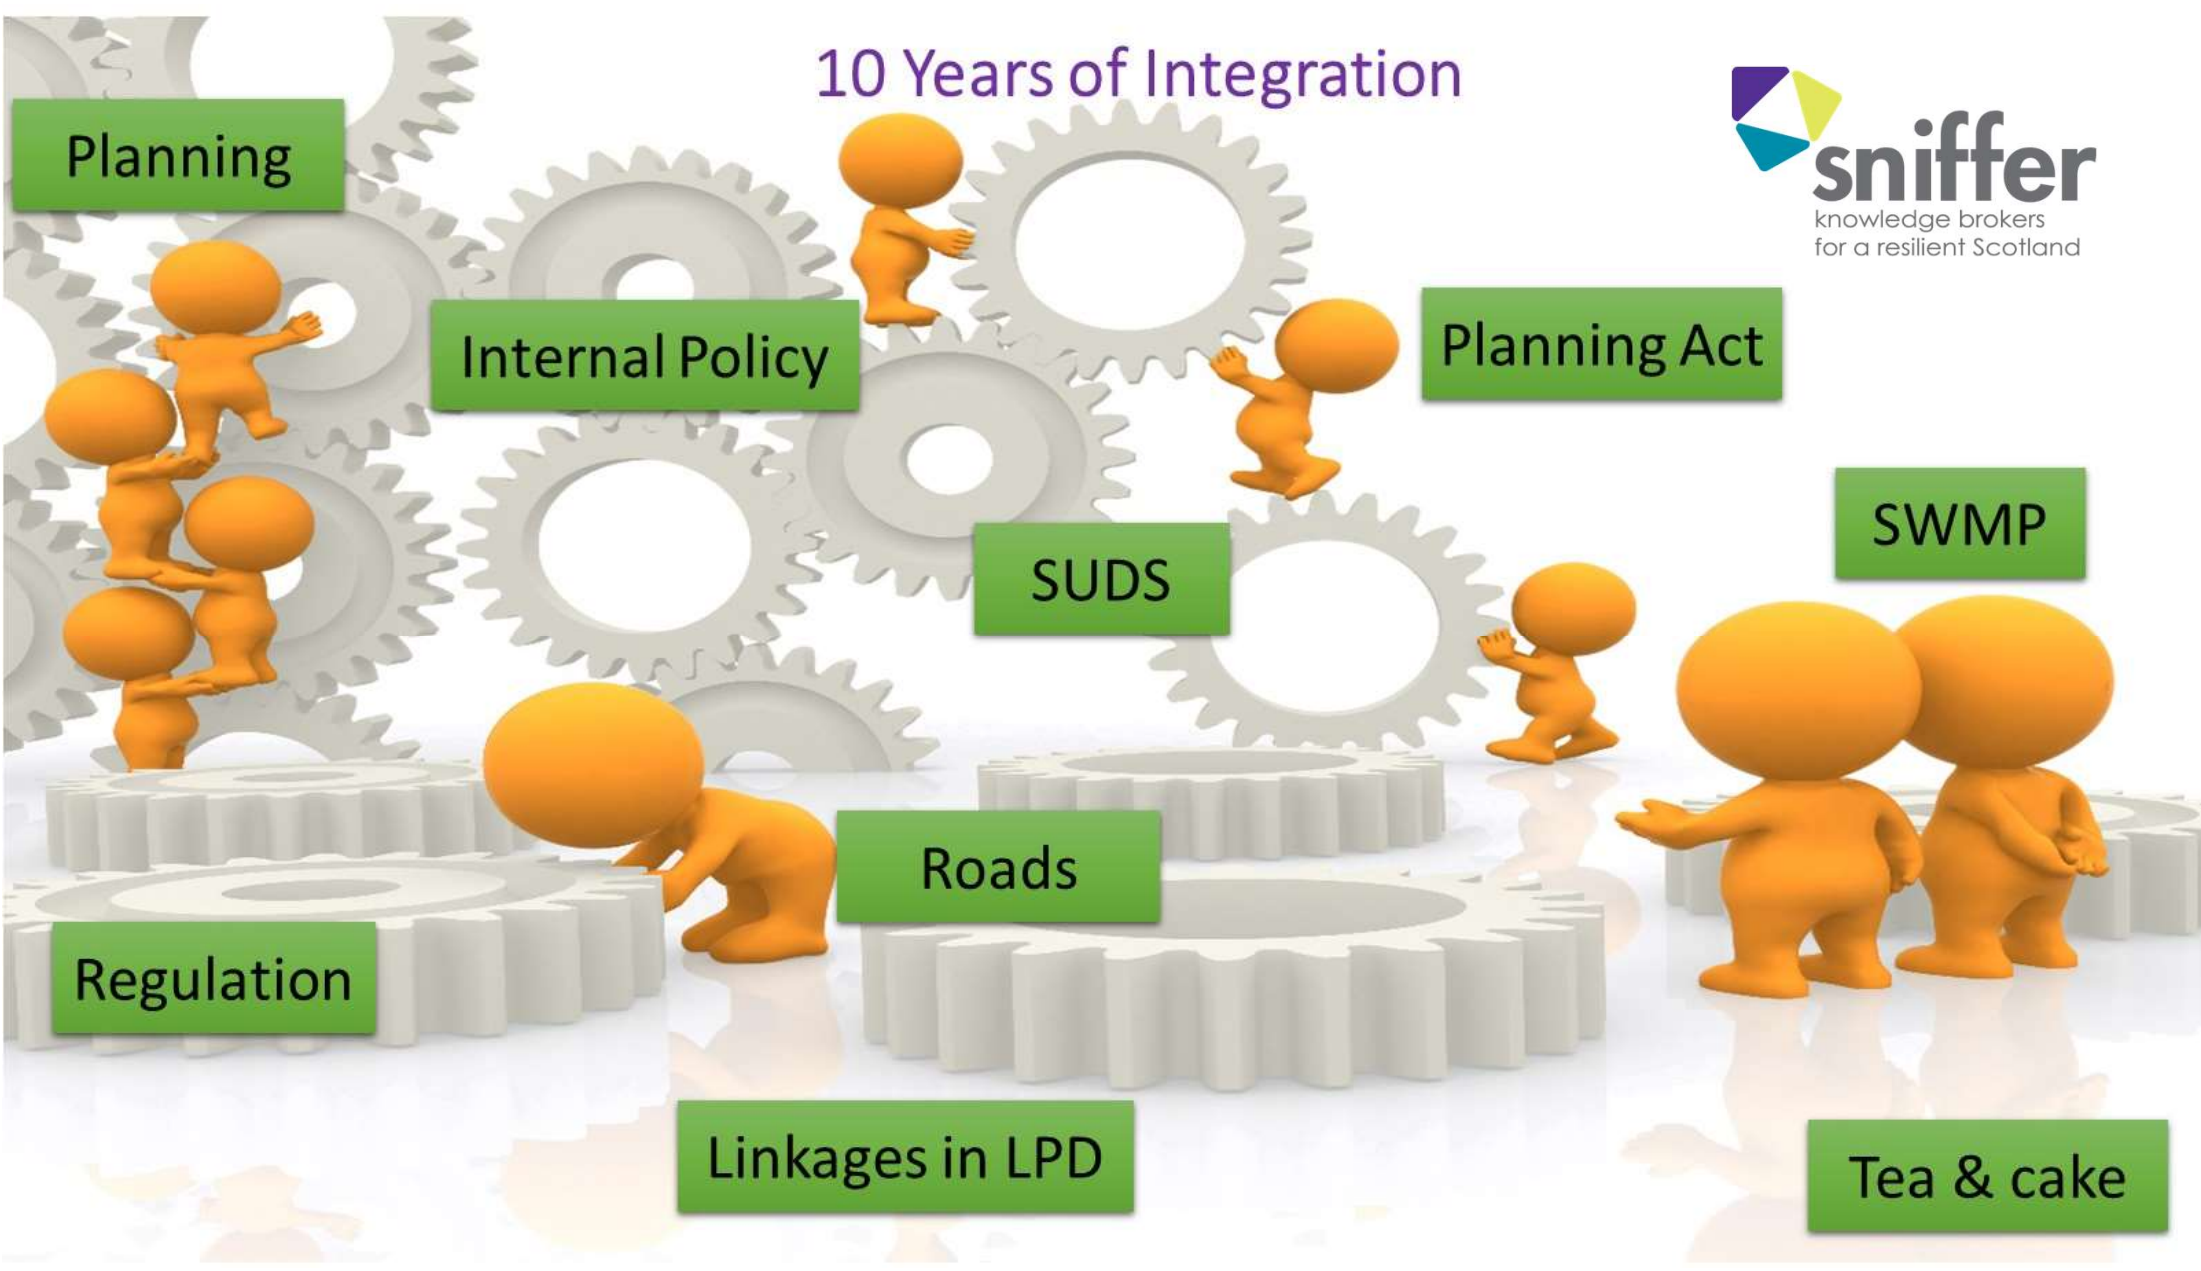 10 Years of Integration
sniffer
knowledge brokers
for a resilient Scotland
Planning
Internal Policy
Planning Act
SWMP
SUDS
Roads
Regulation
Linkages in LPD
Tea & cake